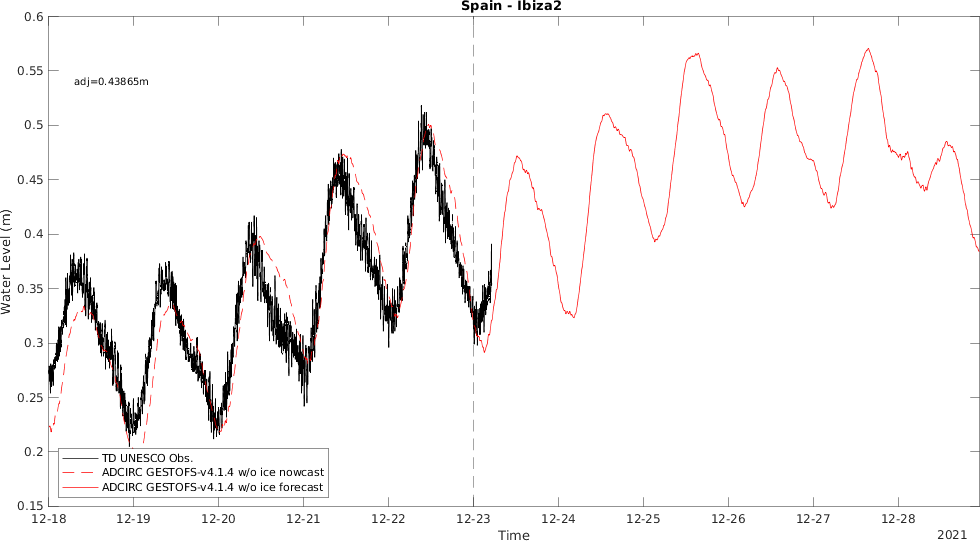 Spain - Ibiza2
0.6
0.55
0.5
0.45
0.4
0.35
0.3
0.25
0.2
0.15
Water Level (m)
adj=0.43865m
TD UNESCO Obs.
ADCIRC GESTOFS-v4.1.4 w/o ice nowcast
ADCIRC GESTOFS-v4.1.4 w/o ice forecast
12-18 12-19 12-20 12-21 12-22 12-23 12-24 12-25 12-26 12-27 12-28
Time
2021